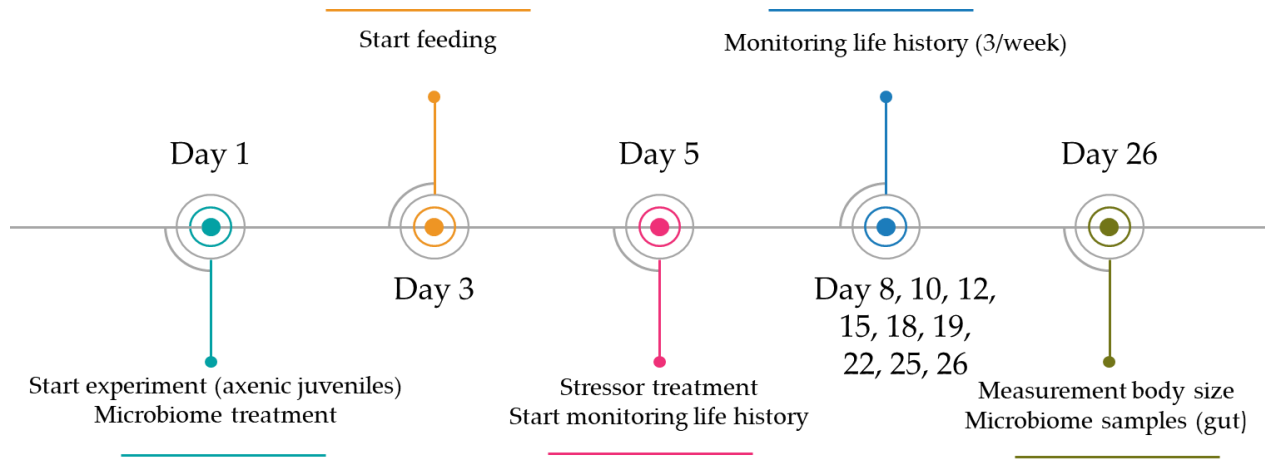 Start feeding
Monitoring life history (3/week)
Day 1
Day 5
Day 26
Day 3
Day 8, 10, 12,
15, 18, 19,
22, 25, 26
Start experiment (axenic juveniles)
Microbiome treatment
Stressor treatment
Start monitoring life history
Measurement body size
Microbiome samples (gut)